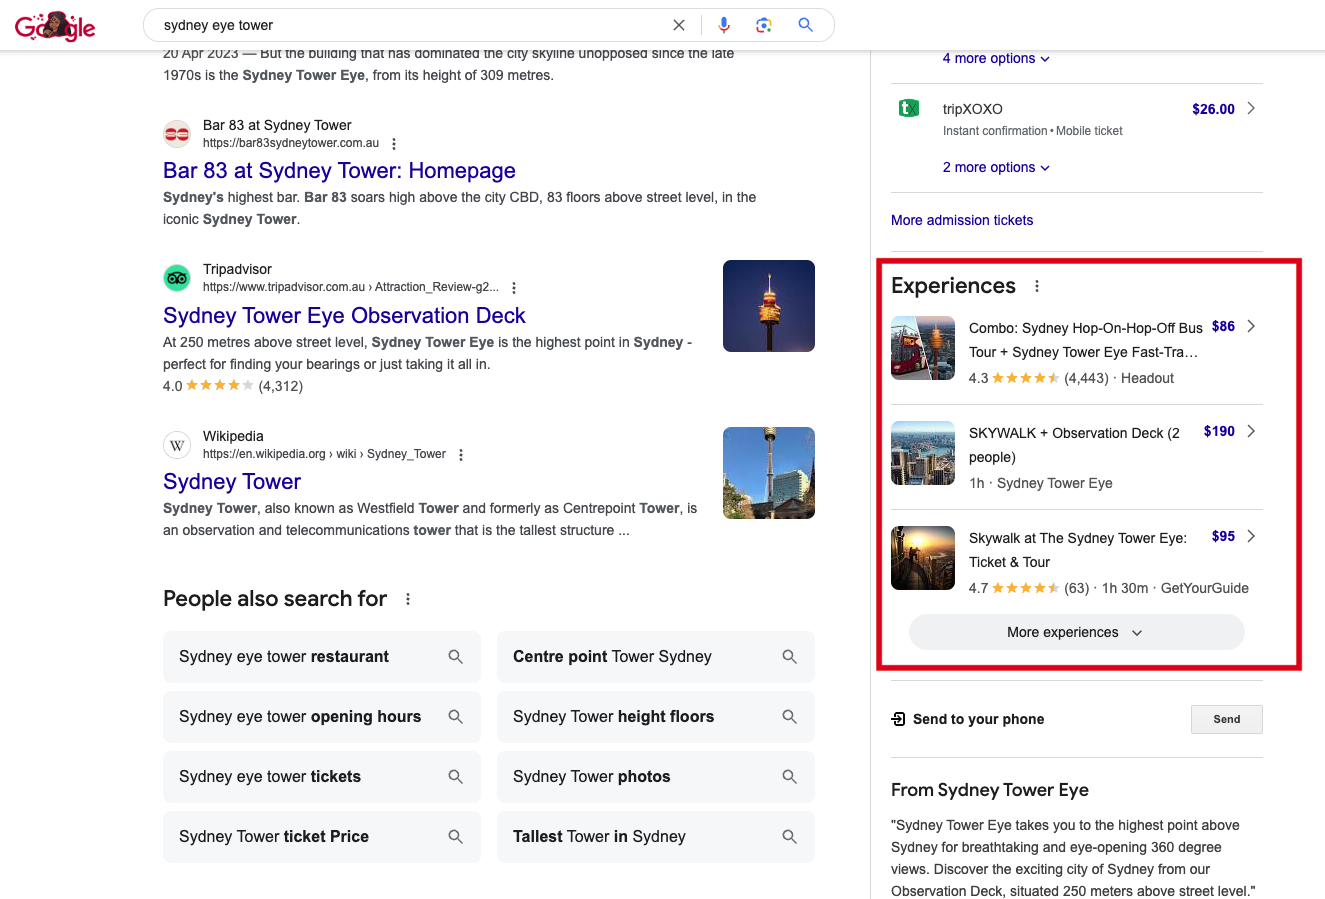 Google
sydney eye tower
20 Apr 2023 — But the building that has dominated the city skyline unopposed since the late
1970s is the Sydney Tower Eye, from its height of 309 metres.
Bar 83 at Sydney Tower
https://bar83sydneytower.com.au
Bar 83 at Sydney Tower: Homepage
Sydney's highest bar. Bar 83 soars high above the city CBD, 83 floors above street level, in the
iconic Sydney Tower.
Tripadvisor
https://www.tripadvisor.com.au › Attraction_Review-g2...
Sydney Tower Eye Observation Deck
At 250 metres above street level, Sydney Tower Eye is the highest point in Sydney -
perfect for finding your bearings or just taking it all in.
4.0 (4,312)
W
Wikipedia
https://en.wikipedia.org › wiki › Sydney_Tower
Sydney Tower
Sydney Tower, also known as Westfield Tower and formerly as Centrepoint Tower, is
an observation and telecommunications tower that is the tallest structure ...
People also search for
Sydney eye tower restaurant
Centre point Tower Sydney
Sydney eye tower opening hours
Sydney Tower height floors
Sydney eye tower tickets
Sydney Tower photos
Sydney Tower ticket Price
Tallest Tower in Sydney
4 more options
tx
tripXOXO $26.00
Instant confirmation • Mobile ticket
2 more options
More admission tickets
Experiences
Combo: Sydney Hop-On-Hop-Off Bus $86
Tour + Sydney Tower Eye Fast-Tra…
4.3 (4,443) · Headout
SKYWALK + Observation Deck (2 $190
people)
1h · Sydney Tower Eye
Skywalk at The Sydney Tower Eye: $95
Ticket & Tour
4.7 (63) · 1h 30m · GetYourGuide
More experiences
Send to your phone
Send
From Sydney Tower Eye
"Sydney Tower Eye takes you to the highest point above
Sydney for breathtaking and eye-opening 360 degree
views. Discover the exciting city of Sydney from our
Observation Deck, situated 250 meters above street level."